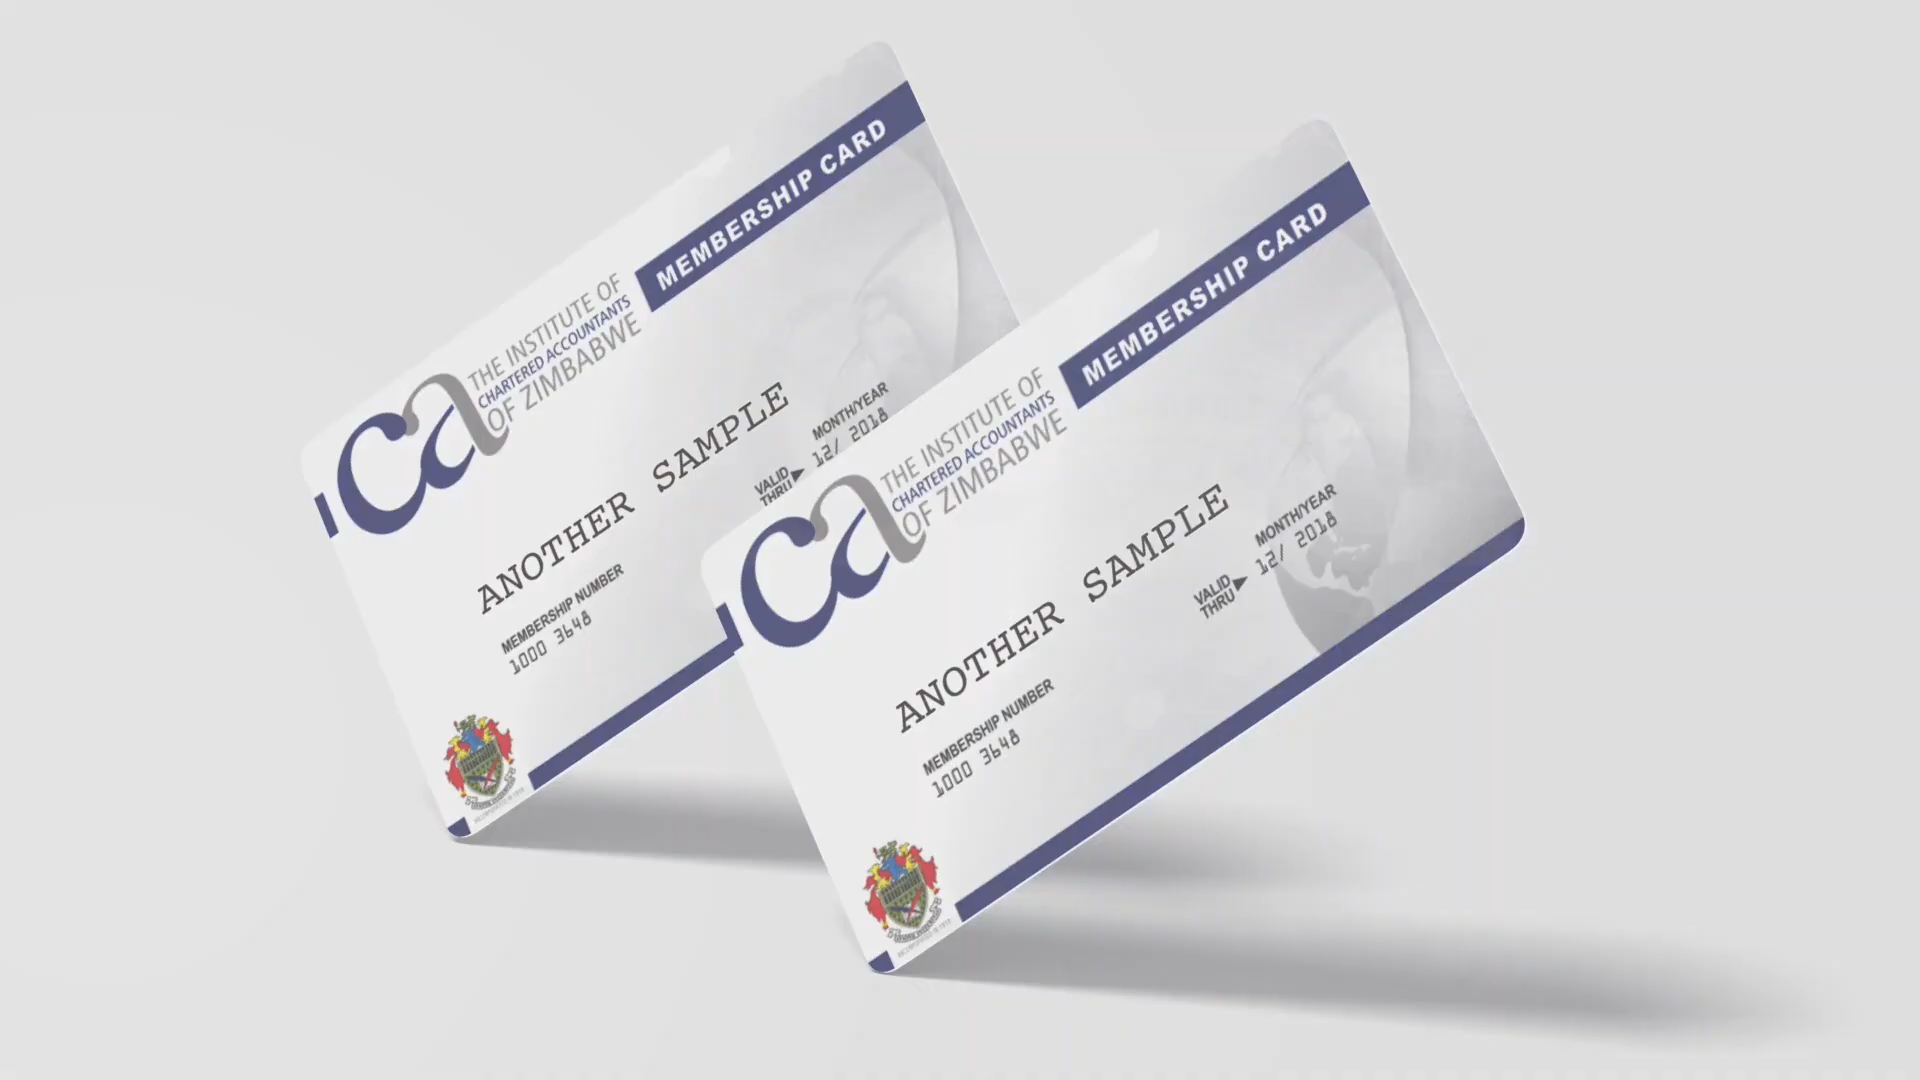 MEMBERSHIP CARD
ca
THE INSTITUTE OF
CHARTERED ACCOUNTANTS
OF ZIMBABWE
ANOTHER SAMPLE
MONTH/YEAR
12/ 2018
VALID
THRU
MEMBERSHIP NUMBER
1000 3648
MEMBERSHIP CARD
ca
THE INSTITUTE OF
CHARTERED ACCOUNTANTS
OF ZIMBABWE
ANOTHER SAMPLE
MONTH/YEAR
12/ 2018
VALID
THRU
MEMBERSHIP NUMBER
1000 3648